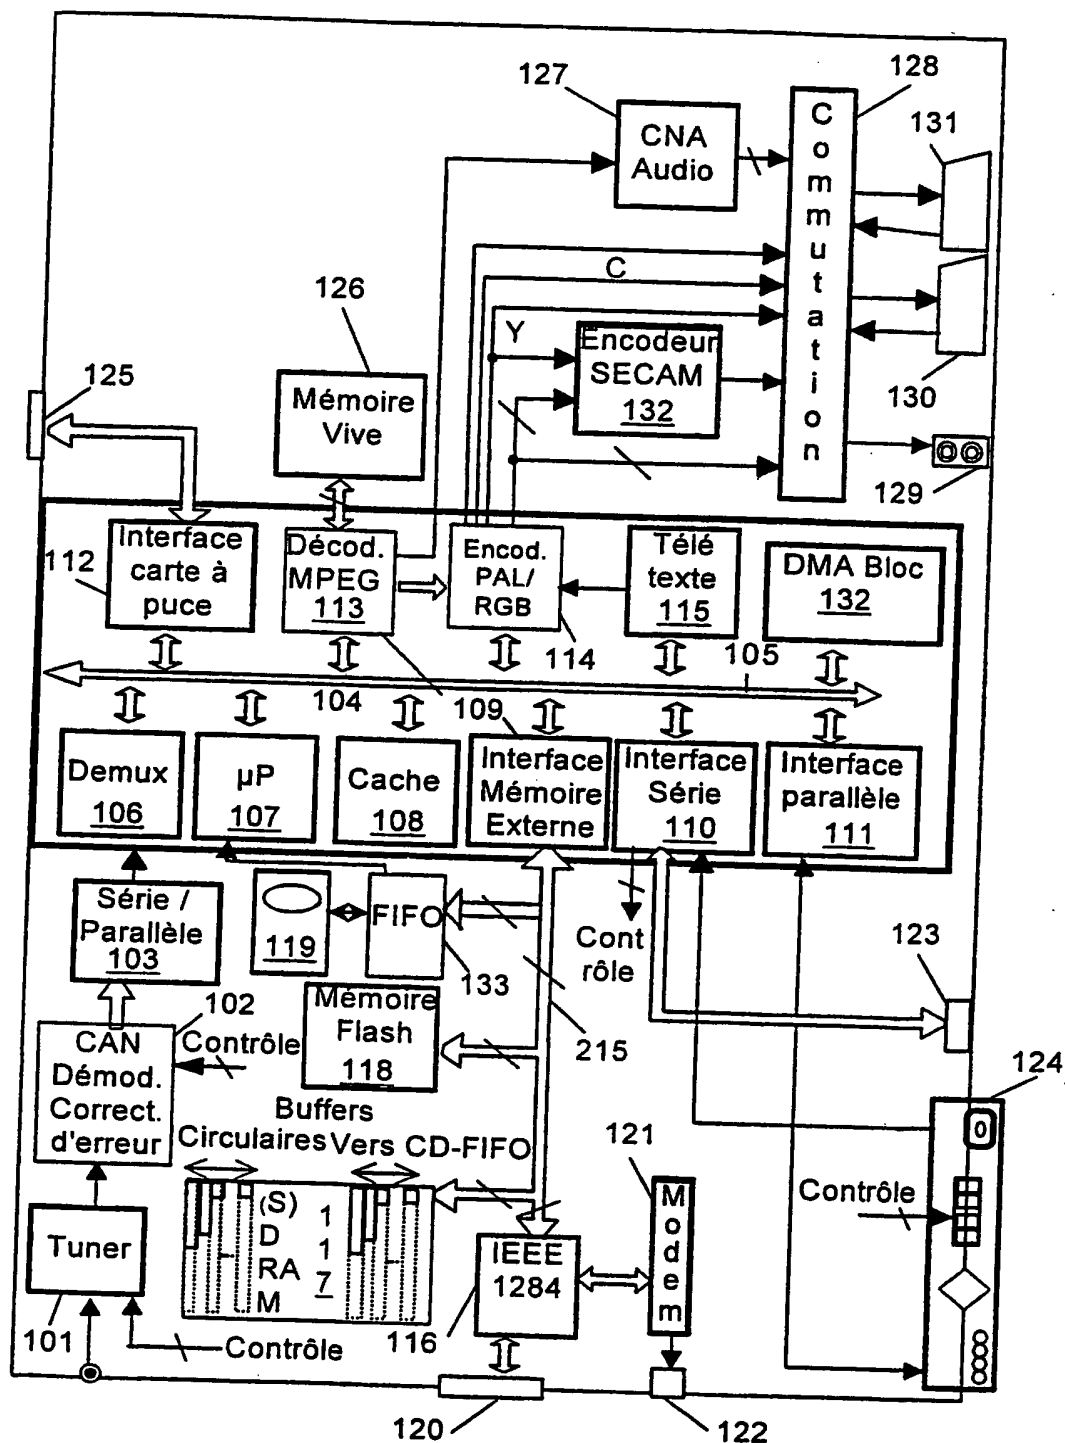 127
128
131
CNA
Audio
Commutation
C
126
Y
Encodeur
SECAM
132
125
Mémoire
Vive
130
129
112
Interface
carte à
puce
Décod.
MPEG
113
Encod.
PAL/
RGB
Télé
texte
115
DMA Bloc
132
114
105
104
109
Demux
106
µP
107
Cache
108
Interface
Mémoire
Externe
Interface
Série
110
Interface
parallèle
111
Série /
Parallèle
103
119
FIFO
133
Cont
rôle
123
102
CAN
Démod.
Correct.
d'erreur
Contrôle
Mémoire
Flash
118
215
124
Buffers
Circulaires
Vers CD-FIFO
121
0
Contrôle
Tuner
(S)
D
RA
M
1
1
7
IEEE
1284
Modem
101
Contrôle
116
120
122